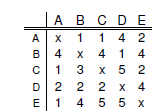 A B C D E
A x 1 1 4 2
B 4 x 4 1 4
C 1 3 x 5 2
D 2 2 2 x 4
E 1 4 5 5 x